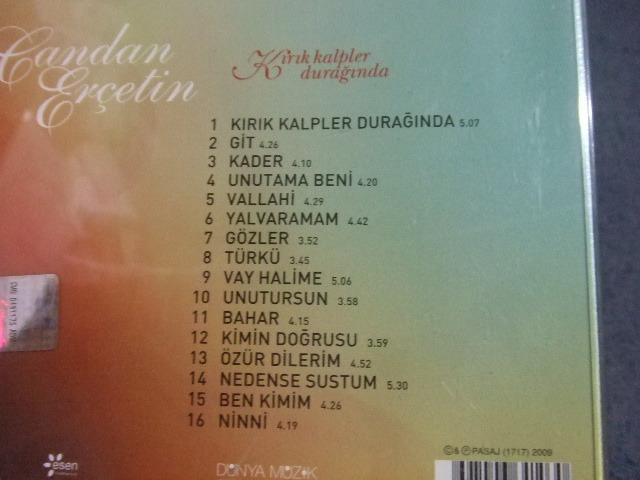 Candan
Erçetin
Kırık kalpler
durağında
1 KIRIK KALPLER DURAĞINDA 5.07
2 GİT 4.26
3 KADER 4.10
4 UNUTAMA BENİ 4.20
5 VALLAHİ 4.29
6 YALVARAMAM 4.42
7 GÖZLER 3.52
8 TÜRKÜ 3.45
9 VAY HALİME 5.06
10 UNUTURSUN 3.58
11 BAHAR 4.15
12 KİMİN DOĞRUSU 3.59
13 ÖZÜR DİLERİM 4.52
14 NEDENSE SUSTUM 5.30
15 BEN KİMİM 4.26
16 NİNNİ 4.19
©& ℗ PASAJ (1717) 2009
esen
DÜNYA MÜZİK